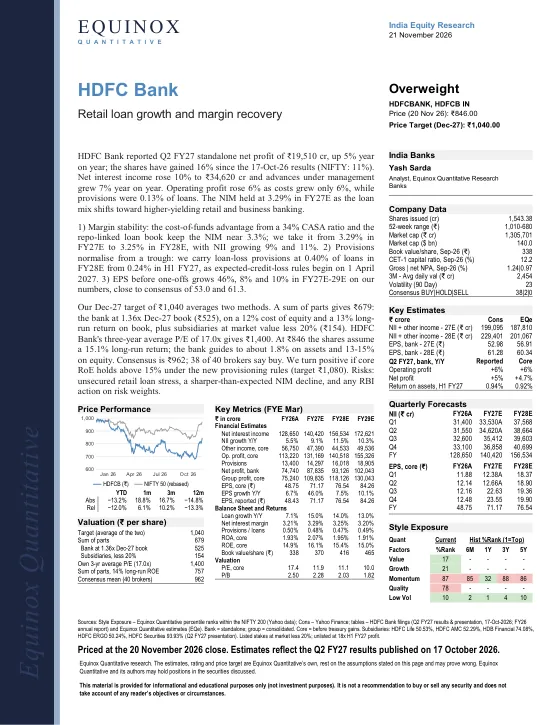 EQUINOX
QUANTITATIVE
India Equity Research
21 November 2026
HDFC Bank
Retail loan growth and margin recovery
Overweight
HDFCBANK, HDFCB IN
Price (20 Nov 26): ₹846.00
Price Target (Dec-27): ₹1,040.00
HDFC Bank reported Q2 FY27 standalone net profit of ₹19,510 cr, up 5% year
on year; the shares have gained 16% since the 17-Oct-26 results (NIFTY: 11%).
Net interest income rose 10% to ₹34,230 cr and advances under management
grew 7% year on year. Operating profit rose 6% as costs grew only 6%, while
provisions were 0.13% of loans. The NIM held at 3.29% in FY27E as the loan
mix shifts toward higher-yielding retail and business banking.
1) Margin stability: the cost-of-funds advantage from a 34% CASA ratio and the
repo-linked loan book keep the NIM near 3.3%; we take it from 3.29% in
FY27E to 3.25% in FY28E, with NII growing 9% and 11%. 2) Provisions
normalise from a trough: we carry loan-loss provisions at 0.40% of loans in
FY28E from 0.24% in H1 FY27, as expected-credit-loss rules begin on 1 April
2027. 3) EPS before one-offs grows 46%, 8% and 10% in FY27E-29E on our
numbers, close to consensus of 53.0 and 61.3.
Our Dec-27 target of ₹1,040 averages two methods. A sum of parts gives ₹679:
the bank at 1.36x Dec-27 book (₹525), on a 12% cost of equity and a 13% long-
run return on book, plus subsidiaries at market value less 20% (₹154). HDFC
Bank's three-year average P/E of 17.0x gives ₹1,400. At ₹846 the shares assume
a 15.1% long-run return; the bank guides to about 1.8% on assets and 13-15%
on equity. Consensus is ₹962; 38 of 40 brokers say buy. We turn positive if core
RoE holds above 15% under the new provisioning rules (target ₹1,080). Risks:
unsecured retail loan stress, a sharper-than-expected NIM decline, and any RBI
action on risk weights.
India Banks
Yash Sarda
Analyst, Equinox Quantitative Research
Banks
Company Data
Shares issued (cr) 1,543.38
52-week range (₹) 1,010-680
Market cap (₹ cr) 1,305,701
Market cap ($ bn) 140.0
Book value/share, Sep-26 (₹) 338
CET-1 capital ratio, Sep-26 (%) 12.2
Gross | net NPA, Sep-26 (%) 1.24|0.97
3M - Avg daily val (₹ cr) 2,454
Volatility (90 Day) 23
Consensus BUY|HOLD|SELL 38|2|0
Key Estimates
₹ cr Cons EQe
NII + other income - 27E (₹ cr) 199,095 187,810
NII + other income - 28E (₹ cr) 229,401 201,067
EPS, bank - 27E (₹) 52.98 56.91
EPS, bank - 28E (₹) 61.28 60.34
Q2 FY27, bank, Y/Y Reported Core
Operating profit +6% +6%
Net profit +5% +4.7%
Return on assets, H1 FY27 0.94% 0.92%
Price Performance
1,000
900
800
700
600
Jan 26 Apr 26 Jul 26 Oct 26
HDFCB (₹) NIFTY 50 (rebased)
YTD 1m 3m 12m
Abs −13.2% 18.8% 16.7% −14.8%
Rel −12.0% 6.1% 10.2% −13.3%
Valuation (₹ per share)
Target (average of the two) 1,040
Sum of parts 679
Bank at 1.36x Dec-27 book 525
Subsidiaries, less 20% 154
Own 3-yr average P/E (17.0x) 1,400
Sum of parts, 14% long-run ROE 757
Consensus mean (40 brokers) 962
Key Metrics (FYE Mar)
₹ in crore FY26A FY27E FY28E FY29E
Financial Estimates
Net interest income 128,650 140,420 156,534 172,621
NII growth Y/Y 5.5% 9.1% 11.5% 10.3%
Other income, core 56,750 47,390 44,533 49,536
Op. profit, core 113,220 131,169 140,518 155,326
Provisions 13,400 14,297 16,018 18,905
Net profit, bank 74,740 87,835 93,126 102,043
Group profit, core 75,240 109,835 118,126 130,043
EPS, core (₹) 48.75 71.17 76.54 84.26
EPS growth Y/Y 6.7% 46.0% 7.5% 10.1%
EPS, reported (₹) 48.43 71.17 76.54 84.26
Balance Sheet and Returns
Loan growth Y/Y 7.1% 15.0% 14.0% 13.0%
Net interest margin 3.21% 3.29% 3.25% 3.20%
Provisions / loans 0.50% 0.48% 0.47% 0.49%
ROA, core 1.93% 2.07% 1.95% 1.91%
ROE, core 14.9% 16.1% 15.4% 15.0%
Book value/share (₹) 338 370 416 465
Valuation
P/E, core 17.4 11.9 11.1 10.0
P/B 2.50 2.28 2.03 1.82
Quarterly Forecasts
NII (₹ cr) FY26A FY27E FY28E
Q1 31,400 33,530A 37,568
Q2 31,550 34,620A 38,664
Q3 32,600 35,412 39,603
Q4 33,100 36,858 40,699
FY 128,650 140,420 156,534
EPS, core (₹) FY26A FY27E FY28E
Q1 11.88 12.38A 18.37
Q2 12.14 12.66A 18.90
Q3 12.16 22.63 19.36
Q4 12.48 23.55 19.90
FY 48.75 71.17 76.54
Style Exposure
Quant Current Hist %Rank (1=Top)
Factors %Rank 6M 1Y 3Y 5Y
Value 17 - - - -
Growth 21 - - - -
Momentum 87 85 32 88 86
Quality 78 - - - -
Low Vol 10 2 1 4 10
Equinox Quantitative
Priced at the 20 November 2026 close. Estimates reflect the Q2 FY27 results published on 17 October 2026.
Equinox Quantitative research. The estimates, rating and price target are Equinox Quantitative's own, rest on the assumptions stated on this page and may prove wrong. Equinox
Quantitative and its authors may hold positions in the securities discussed.
This material is provided for informational and educational purposes only (not investment purposes). It is not a recommendation to buy or sell any security and does not
take account of any reader's objectives or circumstances.